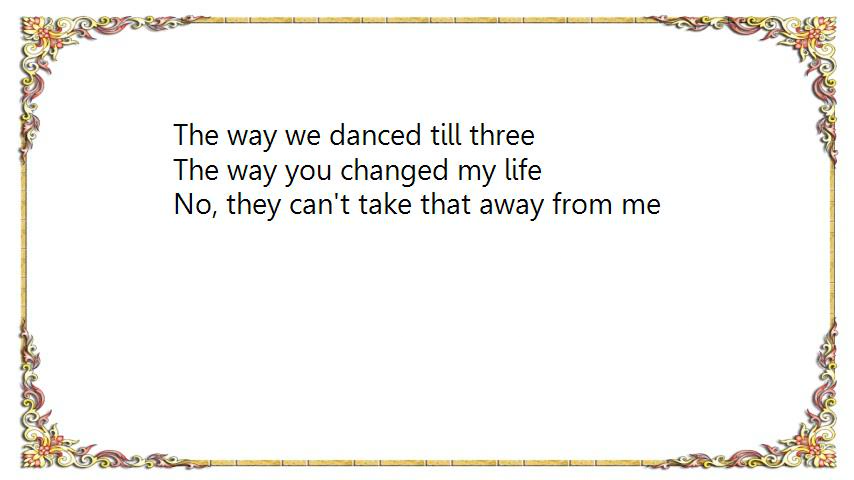 The way we danced till three
The way you changed my life
No, they can't take that away from me